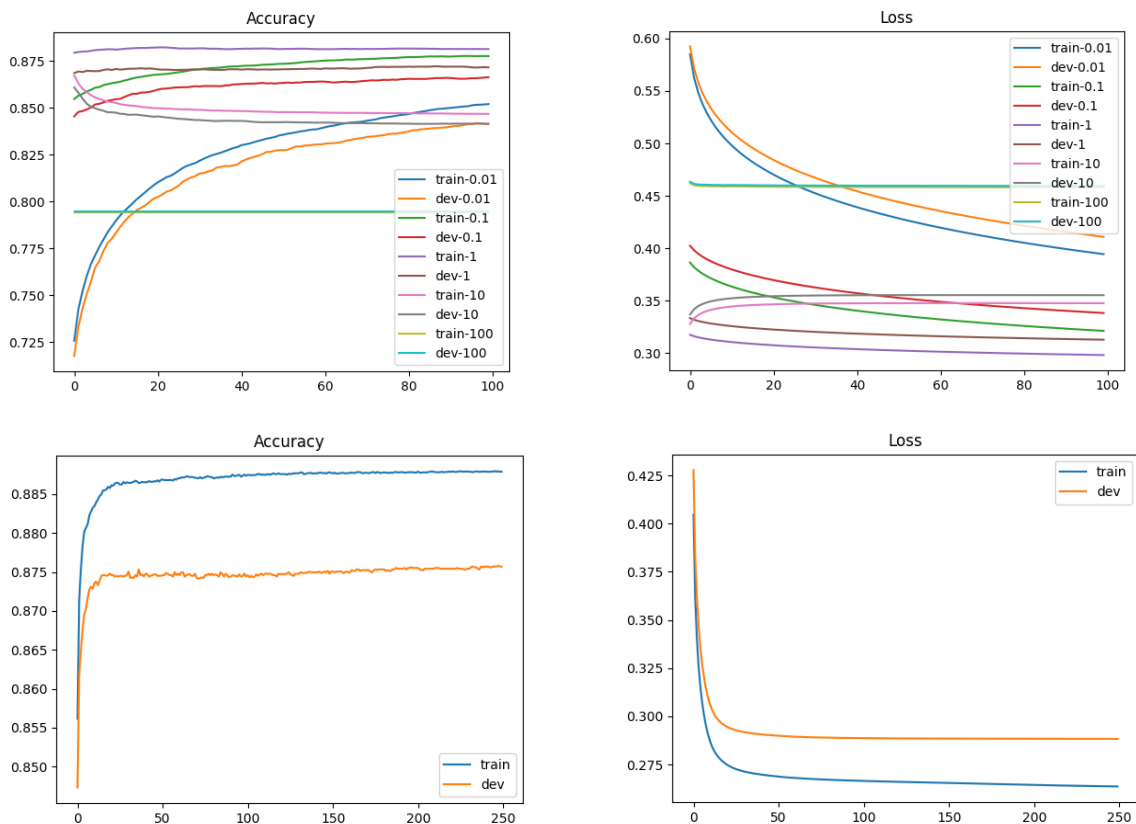 Accuracy
0.875
0.850
0.825
0.800
0.775
0.750
0.725
0 20 40 60 80 100
train-0.01
dev-0.01
train-0.1
dev-0.1
train-1
dev-1
train-10
dev-10
train-100
dev-100
Loss
0.60
0.55
0.50
0.45
0.40
0.35
0.30
0 20 40 60 80 100
train-0.01
dev-0.01
train-0.1
dev-0.1
train-1
dev-1
train-10
dev-10
train-100
dev-100
Accuracy
0.885
0.880
0.875
0.870
0.865
0.860
0.855
0.850
0 50 100 150 200 250
train
dev
Loss
0.425
0.400
0.375
0.350
0.325
0.300
0.275
0 50 100 150 200 250
train
dev